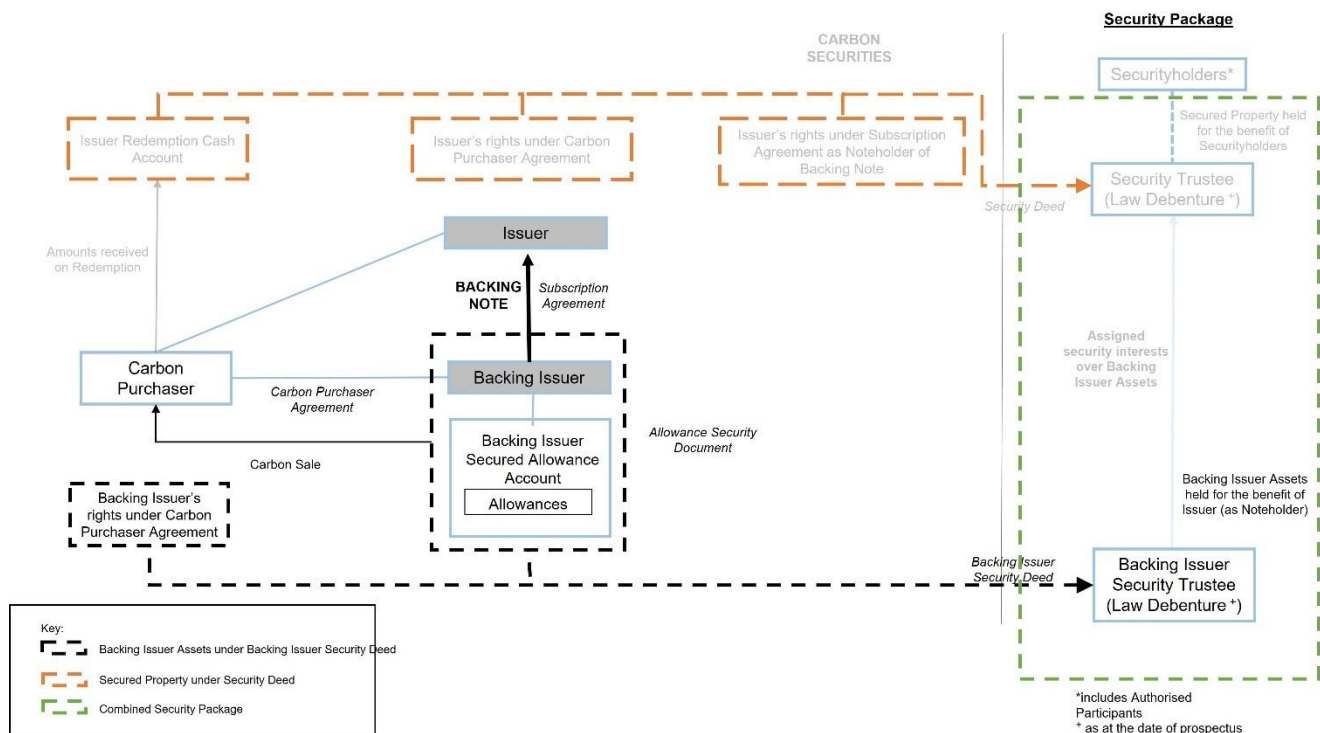 Security Package
CARBON
SECURITIES
Securityholders*
Secured Property held
for the benefit of
Securityholders
Issuer Redemption Cash
Account
Issuer's rights under Carbon
Purchaser Agreement
Issuer's rights under Subscription
Agreement as Noteholder of
Backing Note
Security Deed
Security Trustee
(Law Debenture +)
Amounts received
on Redemption
Issuer
BACKING
NOTE
Subscription
Agreement
Carbon
Purchaser
Carbon Purchaser
Agreement
Backing Issuer
Assigned
security interests
over Backing
Issuer Assets
Carbon Sale
Backing Issuer
Secured Allowance
Account
Allowances
Allowance Security
Document
Backing Issuer's
rights under Carbon
Purchaser Agreement
Backing Issuer Assets
held for the benefit of
Issuer (as Noteholder)
Backing Issuer
Security Deed
Backing Issuer
Security Trustee
(Law Debenture +)
Key:
Backing Issuer Assets under Backing Issuer Security Deed
Secured Property under Security Deed
Combined Security Package
*includes Authorised
Participants
+ as at the date of prospectus